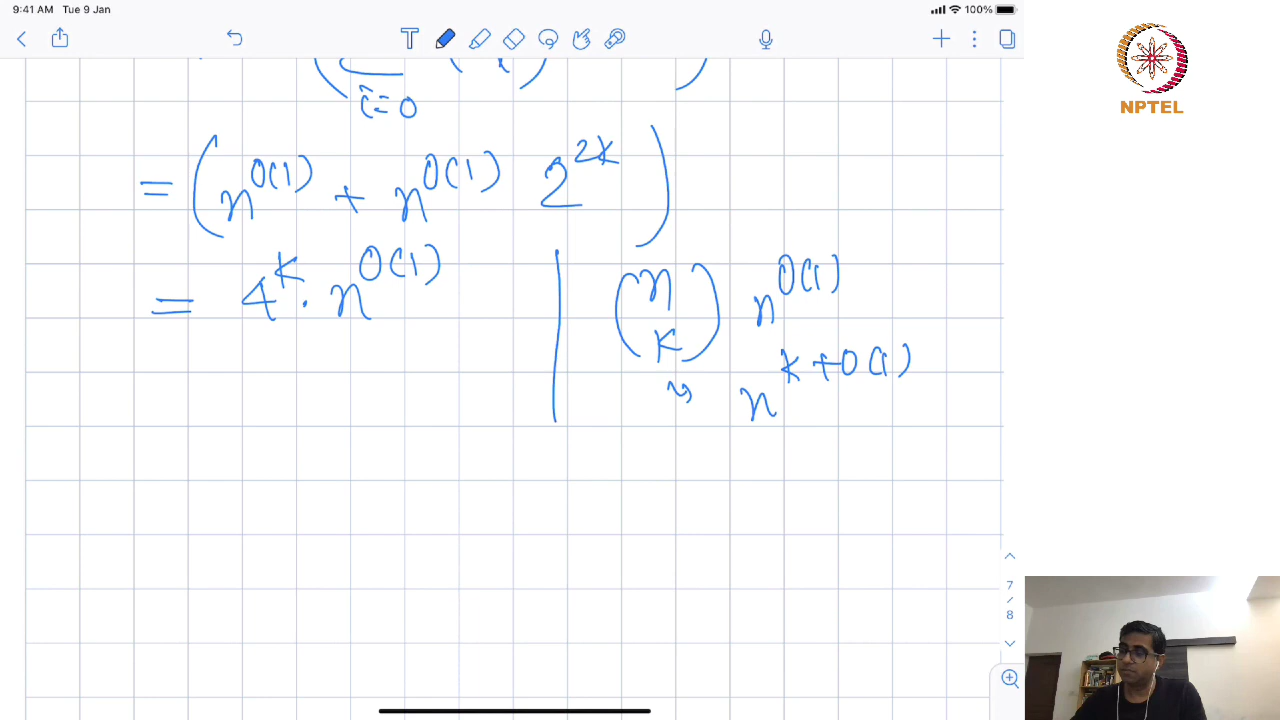 9:41 AM Tue 9 Jan
100%
NPTEL
i=0
= (n^{O(1)} + n^{O(1)} 2^{2k})
= 4^k · n^{O(1)}
(n k) n^{O(1)}
n^{k+O(1)}
7
/
8